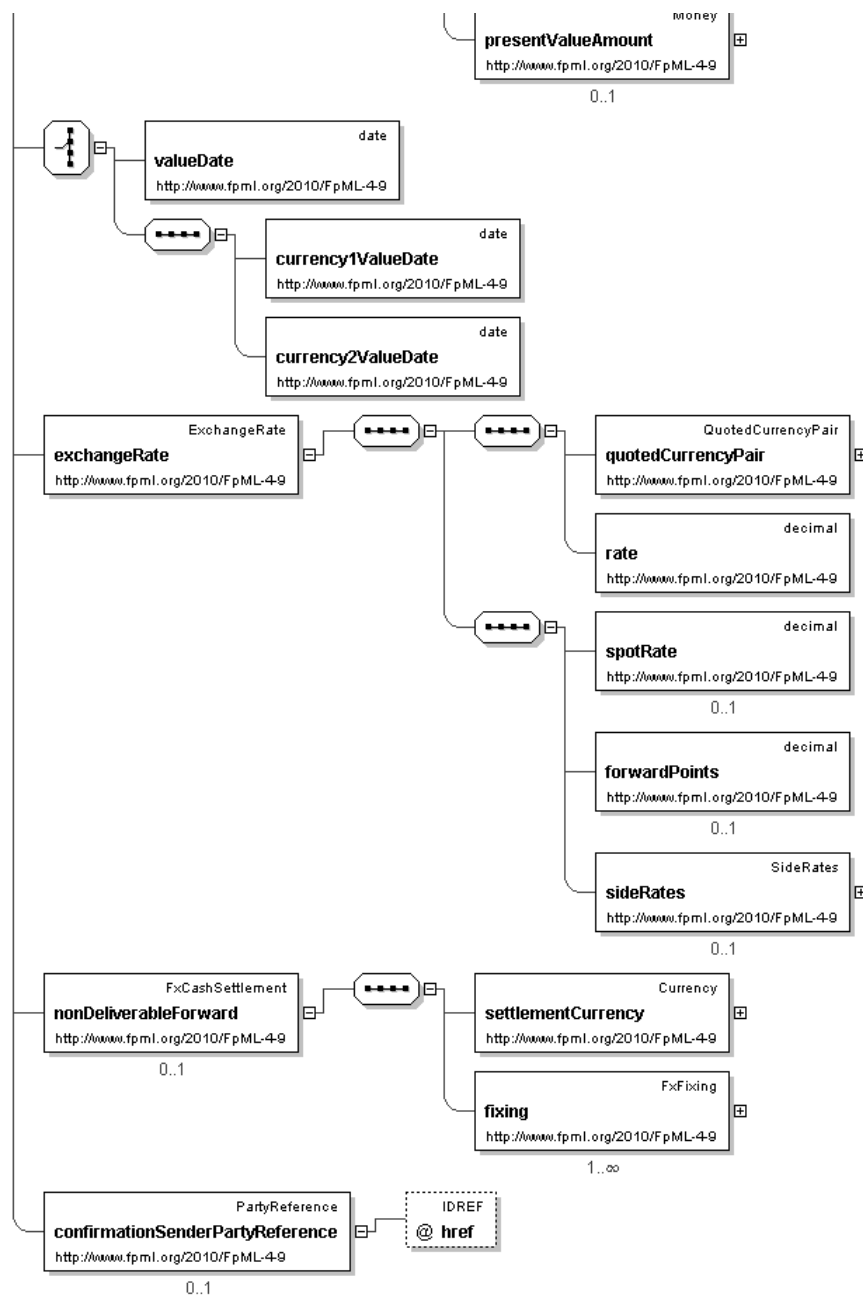 Money
presentValueAmount
http://www.fpml.org/2010/FpML-4-9
0..1
date
valueDate
http://www.fpml.org/2010/FpML-4-9
date
currency1ValueDate
http://www.fpml.org/2010/FpML-4-9
date
currency2ValueDate
http://www.fpml.org/2010/FpML-4-9
ExchangeRate
exchangeRate
http://www.fpml.org/2010/FpML-4-9
QuotedCurrencyPair
quotedCurrencyPair
http://www.fpml.org/2010/FpML-4-9
decimal
rate
http://www.fpml.org/2010/FpML-4-9
decimal
spotRate
http://www.fpml.org/2010/FpML-4-9
0..1
decimal
forwardPoints
http://www.fpml.org/2010/FpML-4-9
0..1
SideRates
sideRates
http://www.fpml.org/2010/FpML-4-9
0..1
FxCashSettlement
nonDeliverableForward
http://www.fpml.org/2010/FpML-4-9
0..1
Currency
settlementCurrency
http://www.fpml.org/2010/FpML-4-9
FxFixing
fixing
http://www.fpml.org/2010/FpML-4-9
1..∞
PartyReference
confirmationSenderPartyReference
http://www.fpml.org/2010/FpML-4-9
0..1
IDREF
@ href